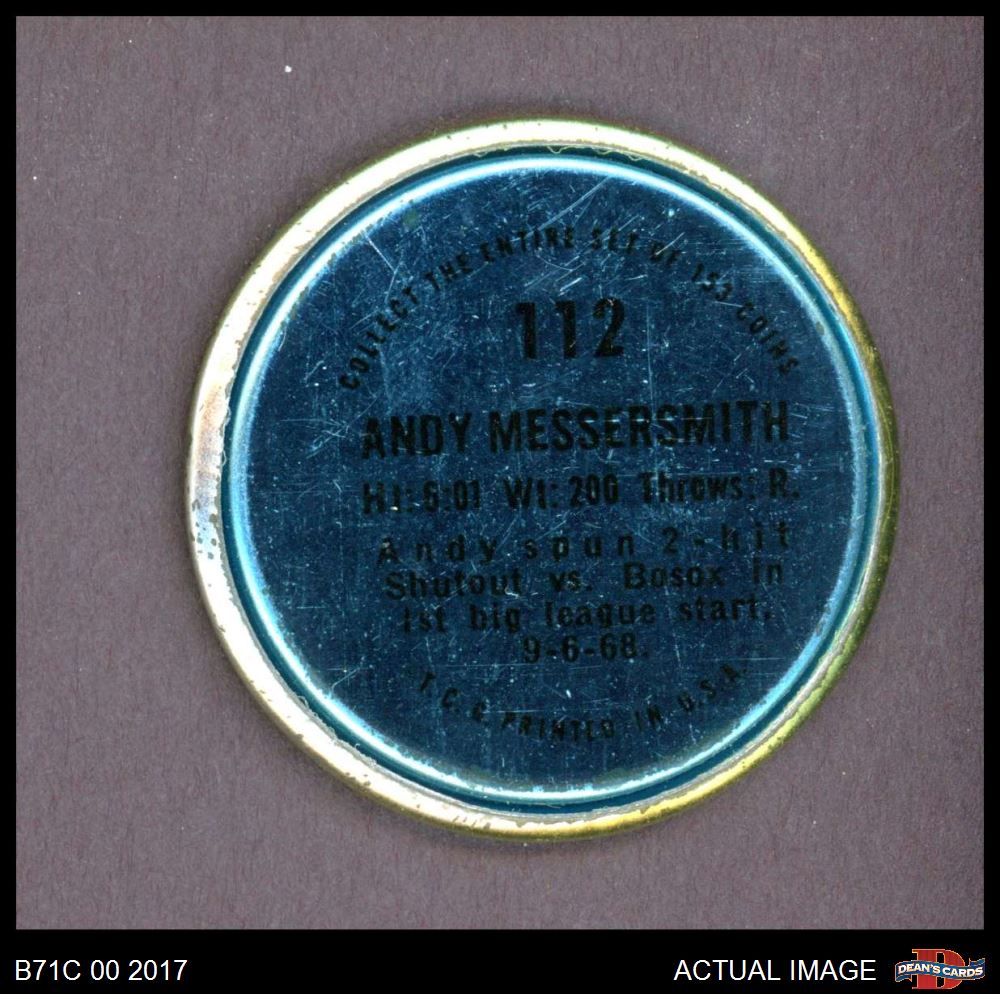 COLLECT THE ENTIRE SET OF 153 COINS
112
ANDY MESSERSMITH
Ht: 6:01 Wt: 200 Throws: R.
Andy spun 2-hit
Shutout vs. Bosox in
1st big league start,
9-6-68.
T.C.G. PRINTED IN U.S.A.
B71C 00 2017
ACTUAL IMAGE
D
DEAN'S CARDS